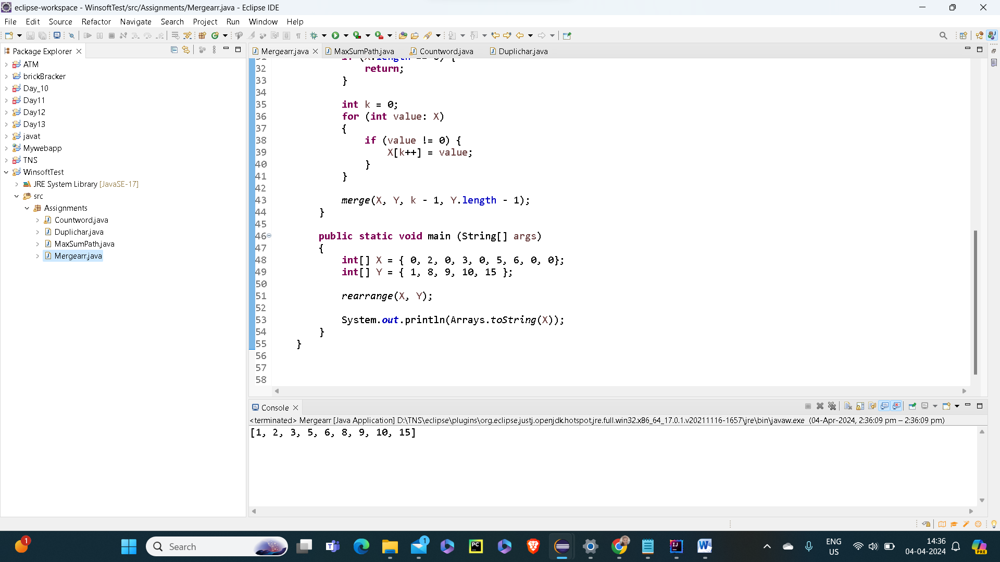 eclipse-workspace - WinsoftTest/src/Assignments/Mergearr.java - Eclipse IDE
File Edit Source Refactor Navigate Search Project Run Window Help
Package Explorer
ATM
brickBracker
Day_10
Day11
Day12
Day13
javat
Mywebapp
TNS
WinsoftTest
JRE System Library [JavaSE-17]
src
Assignments
Countword.java
Duplichar.java
MaxSumPath.java
Mergearr.java
Mergearr.java MaxSumPath.java Countword.java Duplichar.java
32 return;
33 }
34
35 int k = 0;
36 for (int value: X)
37 {
38 if (value != 0) {
39 X[k++] = value;
40 }
41 }
42
43 merge(X, Y, k - 1, Y.length - 1);
44 }
45
46 public static void main (String[] args)
47 {
48 int[] X = { 0, 2, 0, 3, 0, 5, 6, 0, 0};
49 int[] Y = { 1, 8, 9, 10, 15 };
50
51 rearrange(X, Y);
52
53 System.out.println(Arrays.toString(X));
54 }
55 }
56
57
58
Console
<terminated> Mergearr [Java Application] D:\TNS\eclipse\plugins\org.eclipse.justj.openjdk.hotspot.jre.full.win32.x86_64_17.0.1.v20211116-1657\jre\bin\javaw.exe (04-Apr-2024, 2:36:09 pm – 2:36:09 pm)
[1, 2, 3, 5, 6, 8, 9, 10, 15]
1
Search
1
PC
IJ
W
ENG
US
14:36
04-04-2024
PRE